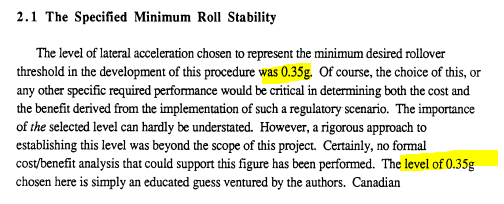 2.1 The Specified Minimum Roll Stability
The level of lateral acceleration chosen to represent the minimum desired rollover
threshold in the development of this procedure was 0.35g. Of course, the choice of this, or
any other specific required performance would be critical in determining both the cost and
the benefit derived from the implementation of such a regulatory scenario. The importance
of the selected level can hardly be understated. However, a rigorous approach to
establishing this level was beyond the scope of this project. Certainly, no formal
cost/benefit analysis that could support this figure has been performed. The level of 0.35g
chosen here is simply an educated guess ventured by the authors. Canadian